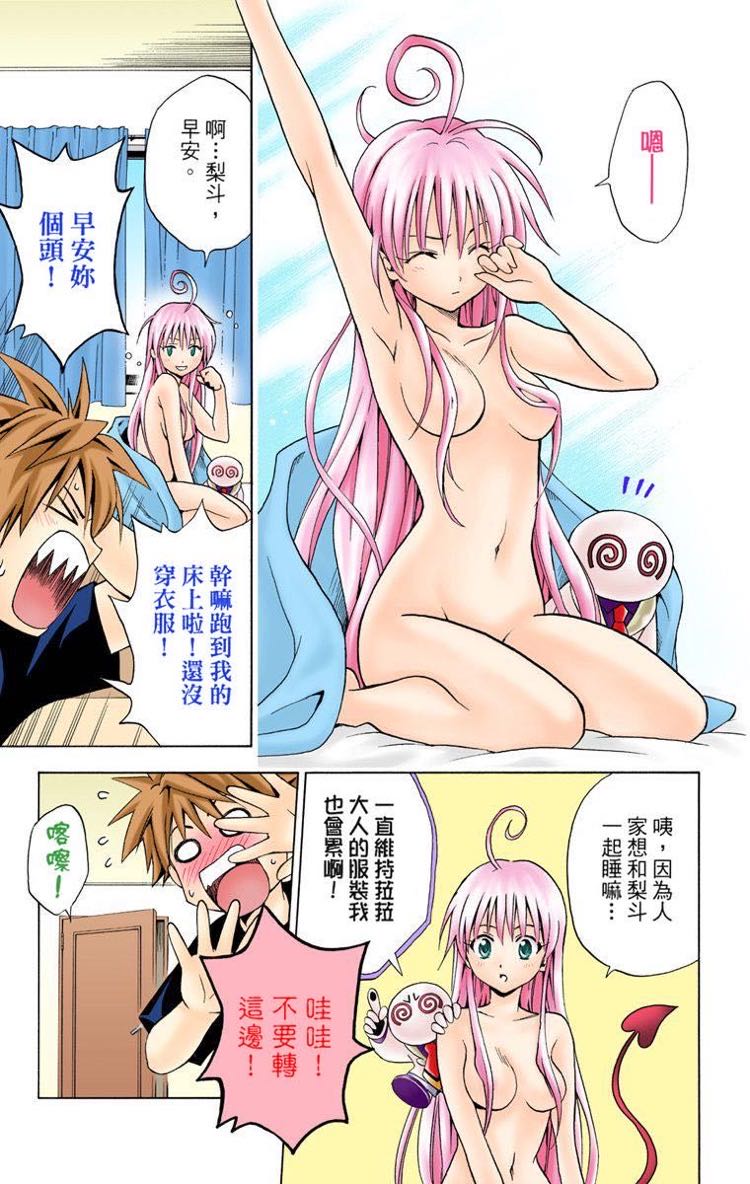 嗯——
啊…梨斗，
早安。
早安妳
個頭！
幹嘛跑到我的
床上啦！還沒
穿衣服！
咦，因為人
家想和梨斗
一起睡嘛…
一直維持菈菈
大人的服裝我
也會累啊！
哇哇！
不要轉
這邊！
喀嚓！